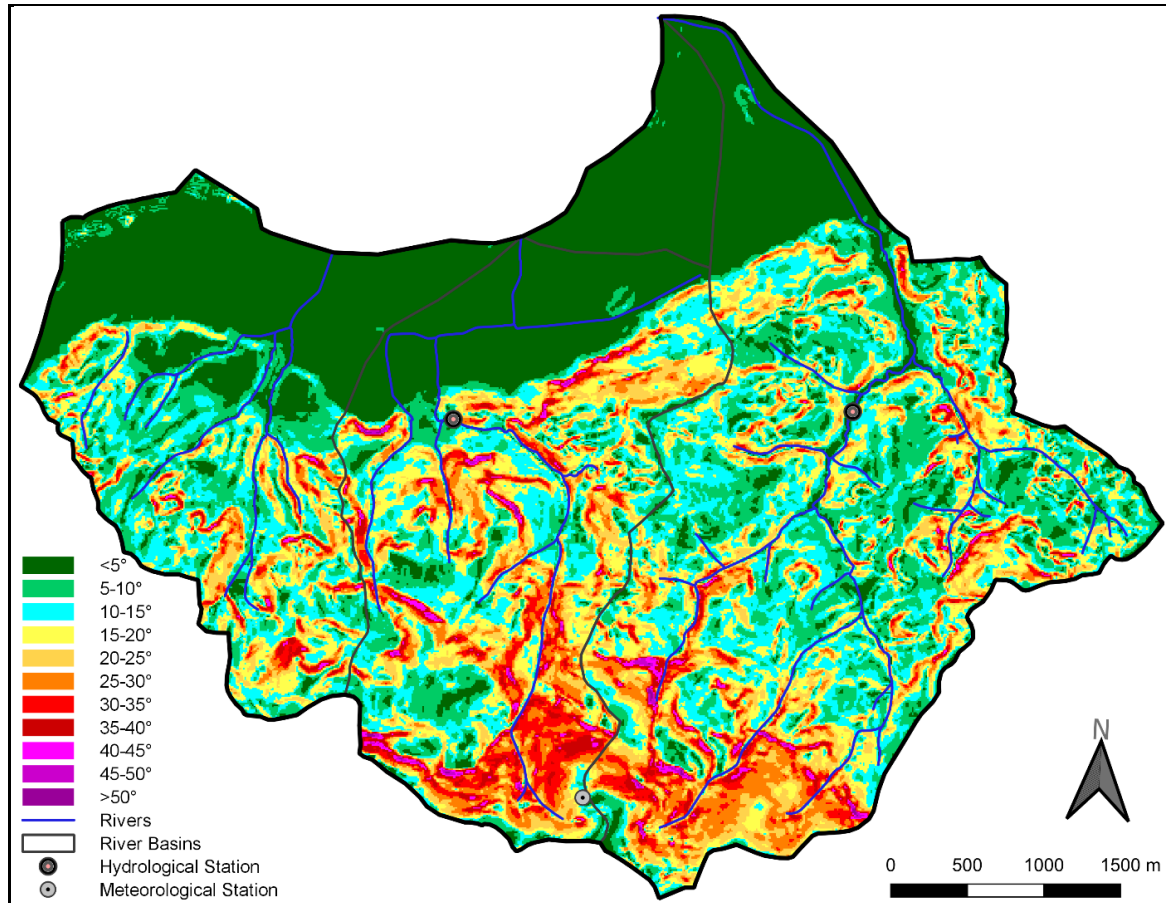 <5°
5-10°
10-15°
15-20°
20-25°
25-30°
30-35°
35-40°
40-45°
45-50°
>50°
Rivers
River Basins
Hydrological Station
Meteorological Station
N
0 500 1000 1500 m